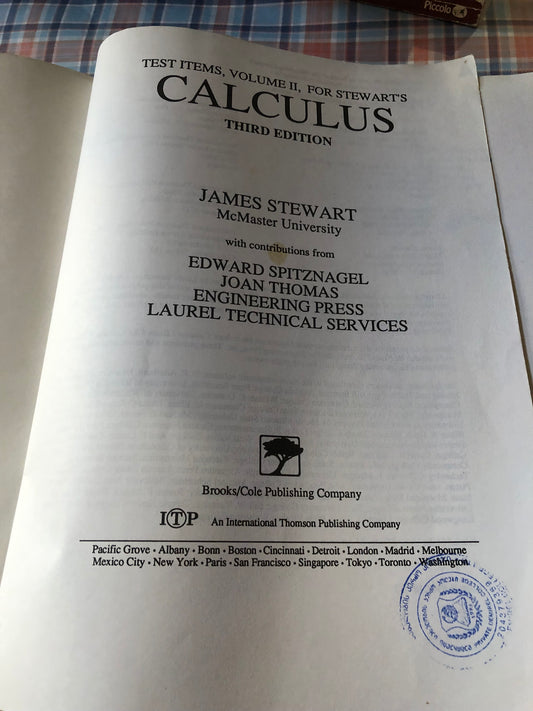 Piccolo
TEST ITEMS, VOLUME II, FOR STEWART'S
CALCULUS
THIRD EDITION
JAMES STEWART
McMaster University
with contributions from
EDWARD SPITZNAGEL
JOAN THOMAS
ENGINEERING PRESS
LAUREL TECHNICAL SERVICES
Brooks/Cole Publishing Company
ITP An International Thomson Publishing Company
Pacific Grove • Albany • Bonn • Boston • Cincinnati • Detroit • London • Madrid • Melbourne
Mexico City • New York • Paris • San Francisco • Singapore • Tokyo • Toronto • Washington